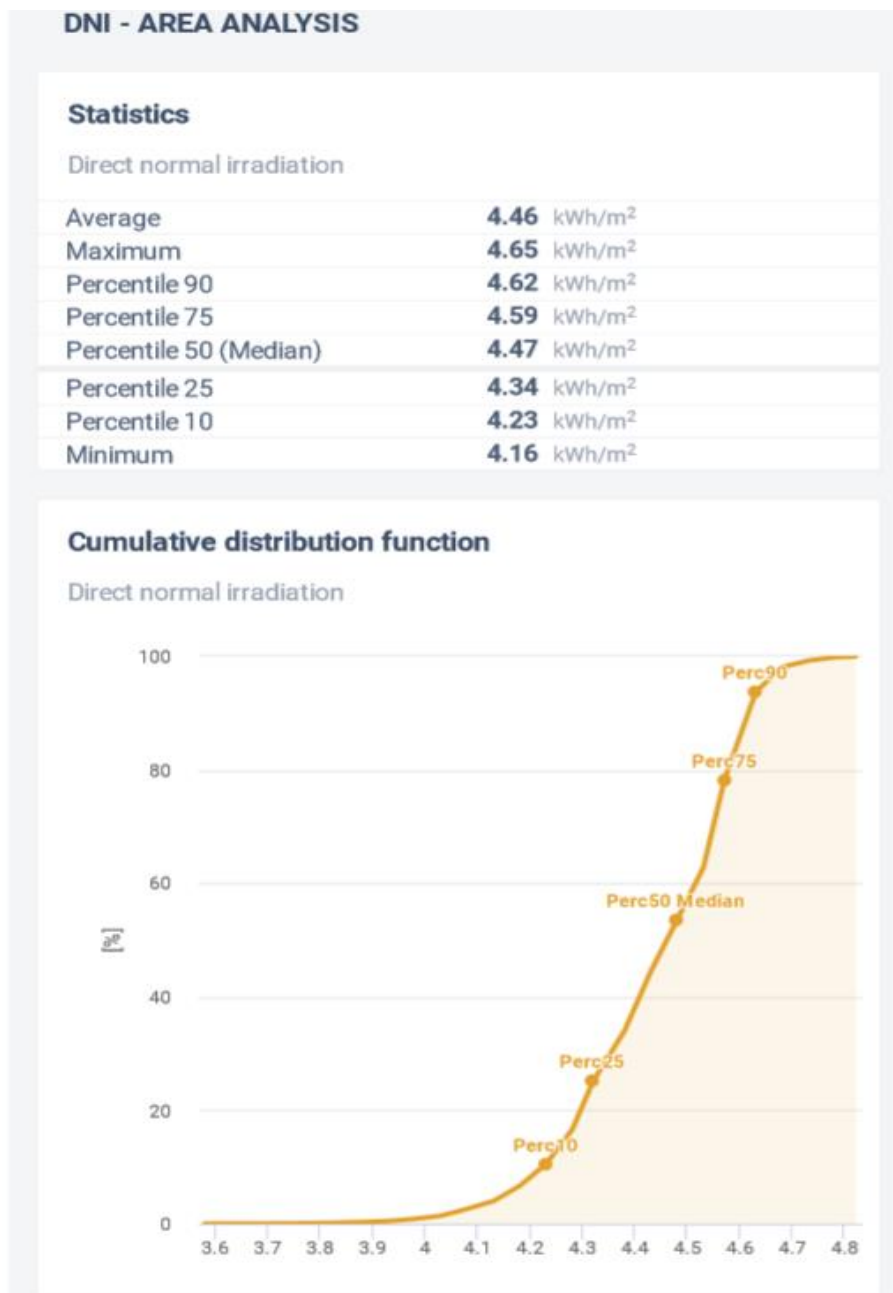 DNI - AREA ANALYSIS
Statistics
Direct normal irradiation
Average 4.46 kWh/m²
Maximum 4.65 kWh/m²
Percentile 90 4.62 kWh/m²
Percentile 75 4.59 kWh/m²
Percentile 50 (Median) 4.47 kWh/m²
Percentile 25 4.34 kWh/m²
Percentile 10 4.23 kWh/m²
Minimum 4.16 kWh/m²
Cumulative distribution function
Direct normal irradiation
100
Perc90
80
Perc75
60
Perc50 Median
[%]
40
Perc25
20
Perc10
0
3.6 3.7 3.8 3.9 4 4.1 4.2 4.3 4.4 4.5 4.6 4.7 4.8